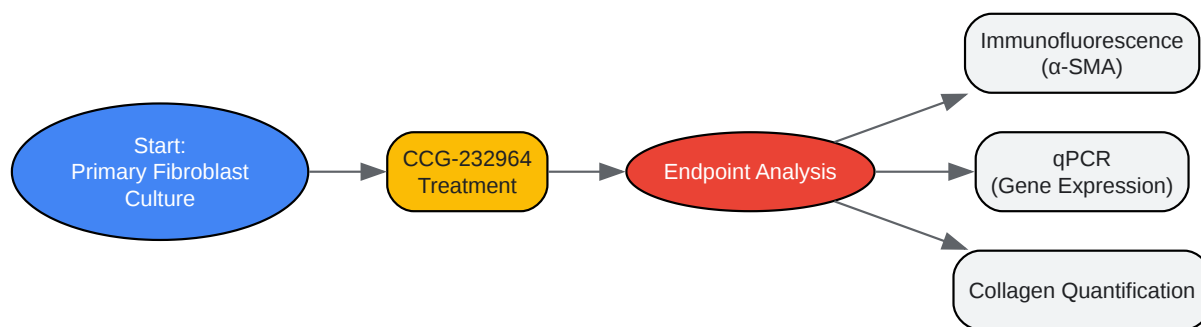 Start:
Primary Fibroblast
Culture
CCG-232964
Treatment
Endpoint Analysis
Immunofluorescence
(α-SMA)
qPCR
(Gene Expression)
Collagen Quantification